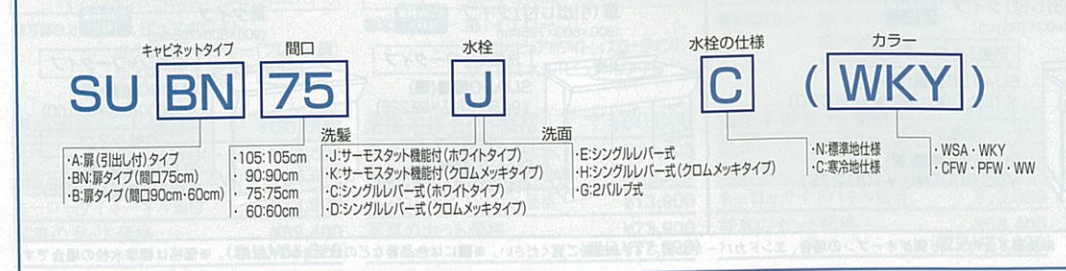 キャビネットタイプ 間口 水栓 水栓の仕様 カラー
SU BN 75 J C (WKY)
洗髪 洗面
・A:扉(引出し付)タイプ
・BN:扉タイプ(間口75cm)
・B:扉タイプ(間口90cm・60cm)
・105:105cm
・ 90:90cm
・ 75:75cm
・ 60:60cm
・J:サーモスタット機能付(ホワイトタイプ)
・K:サーモスタット機能付(クロムメッキタイプ)
・C:シングルレバー式(ホワイトタイプ)
・D:シングルレバー式(クロムメッキタイプ)
・E:シングルレバー式
・H:シングルレバー式(クロムメッキタイプ)
・G:2バルブ式
・N:標準地仕様
・C:寒冷地仕様
・WSA・WKY
・CFW・PFW・WW